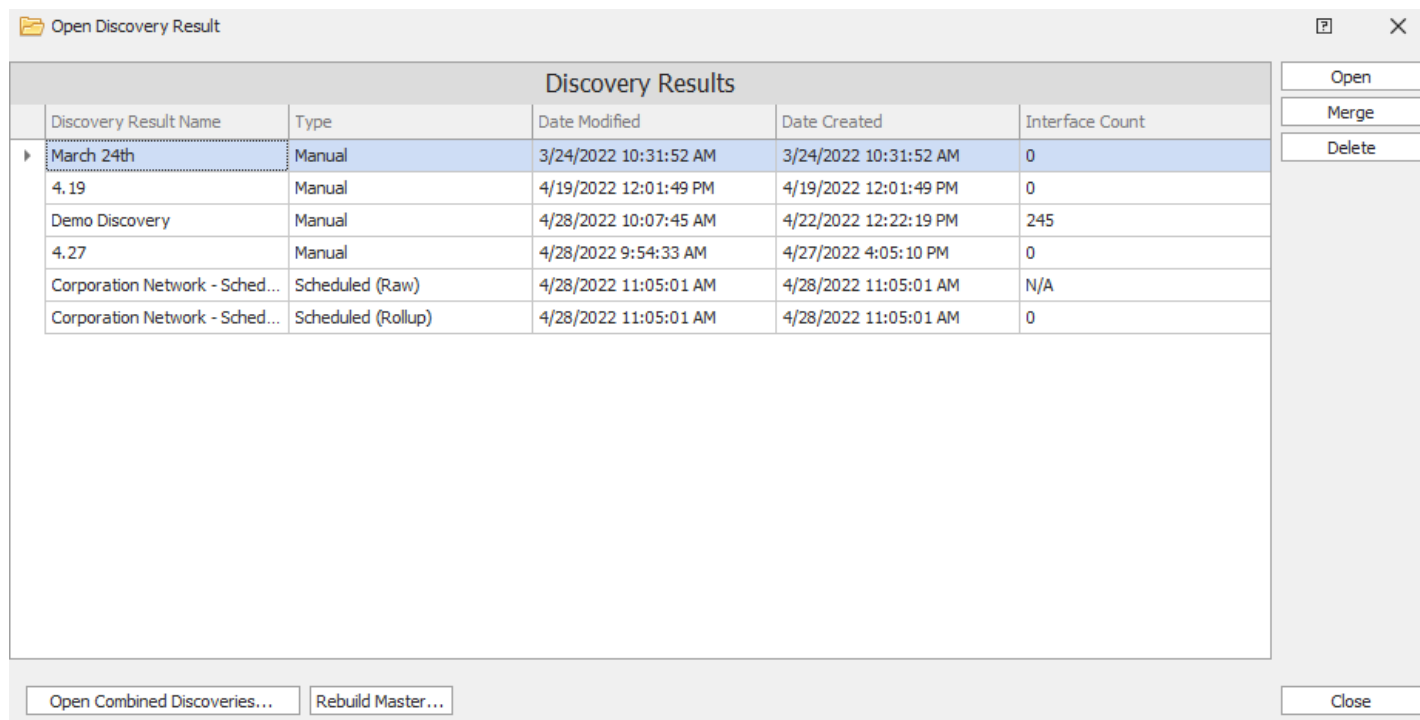 Open Discovery Result
Discovery Results
Discovery Result Name Type Date Modified Date Created Interface Count
March 24th Manual 3/24/2022 10:31:52 AM 3/24/2022 10:31:52 AM 0
4.19 Manual 4/19/2022 12:01:49 PM 4/19/2022 12:01:49 PM 0
Demo Discovery Manual 4/28/2022 10:07:45 AM 4/22/2022 12:22:19 PM 245
4.27 Manual 4/28/2022 9:54:33 AM 4/27/2022 4:05:10 PM 0
Corporation Network - Sched... Scheduled (Raw) 4/28/2022 11:05:01 AM 4/28/2022 11:05:01 AM N/A
Corporation Network - Sched... Scheduled (Rollup) 4/28/2022 11:05:01 AM 4/28/2022 11:05:01 AM 0
Open
Merge
Delete
Open Combined Discoveries... Rebuild Master... Close